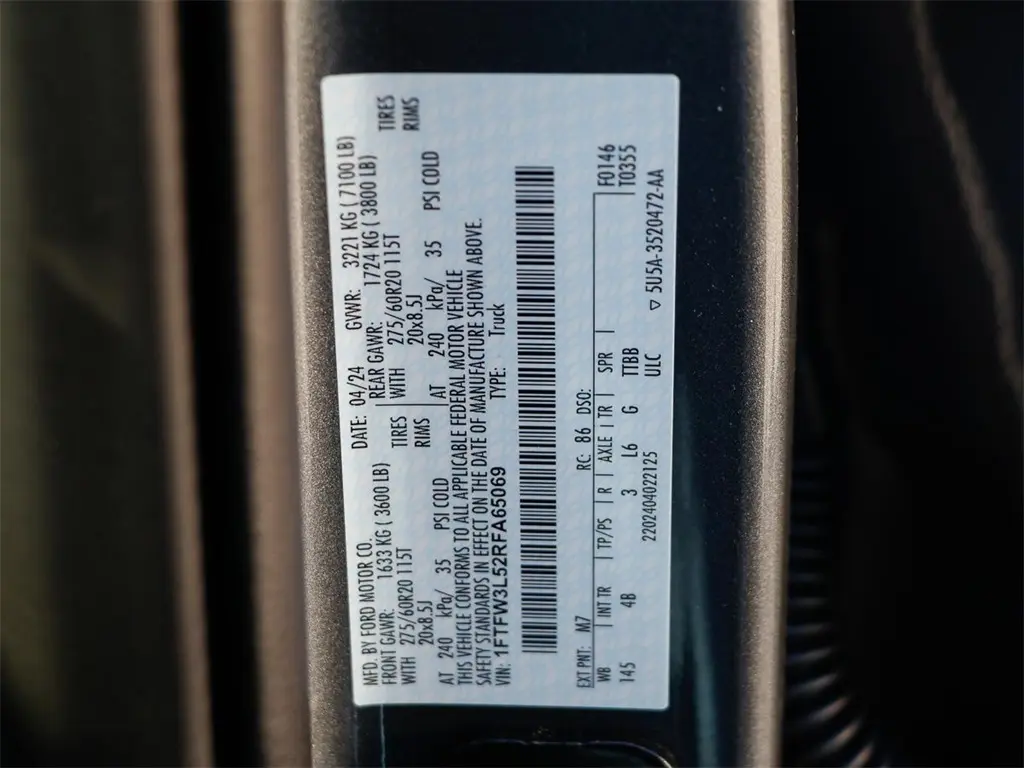 MFD. BY FORD MOTOR CO. DATE: 04/24 GVWR: 3221 KG ( 7100 LB)
FRONT GAWR: 1633 KG ( 3600 LB) REAR GAWR: 1724 KG ( 3800 LB)
WITH 275/60R20 115T TIRES WITH 275/60R20 115T TIRES
20x8.5J RIMS 20x8.5J RIMS
AT 240 kPa/ 35 PSI COLD AT 240 kPa/ 35 PSI COLD
THIS VEHICLE CONFORMS TO ALL APPLICABLE FEDERAL MOTOR VEHICLE
SAFETY STANDARDS IN EFFECT ON THE DATE OF MANUFACTURE SHOWN ABOVE.
VIN: 1FTFW3L52RFA65069 TYPE: Truck
EXT PNT: M7 RC: 86 DSO: F0146
WB | INT TR | TP/PS | R | AXLE | TR | SPR T0355
145 4B 3 L6 G TTBB
2202404022125 ULC ▽ 5U5A-3520472-AA